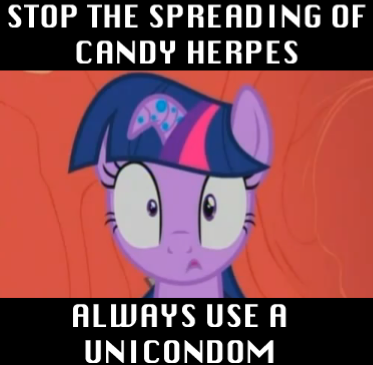 STOP THE SPREADING OF
CANDY HERPES
ALWAYS USE A
UNICONDOM